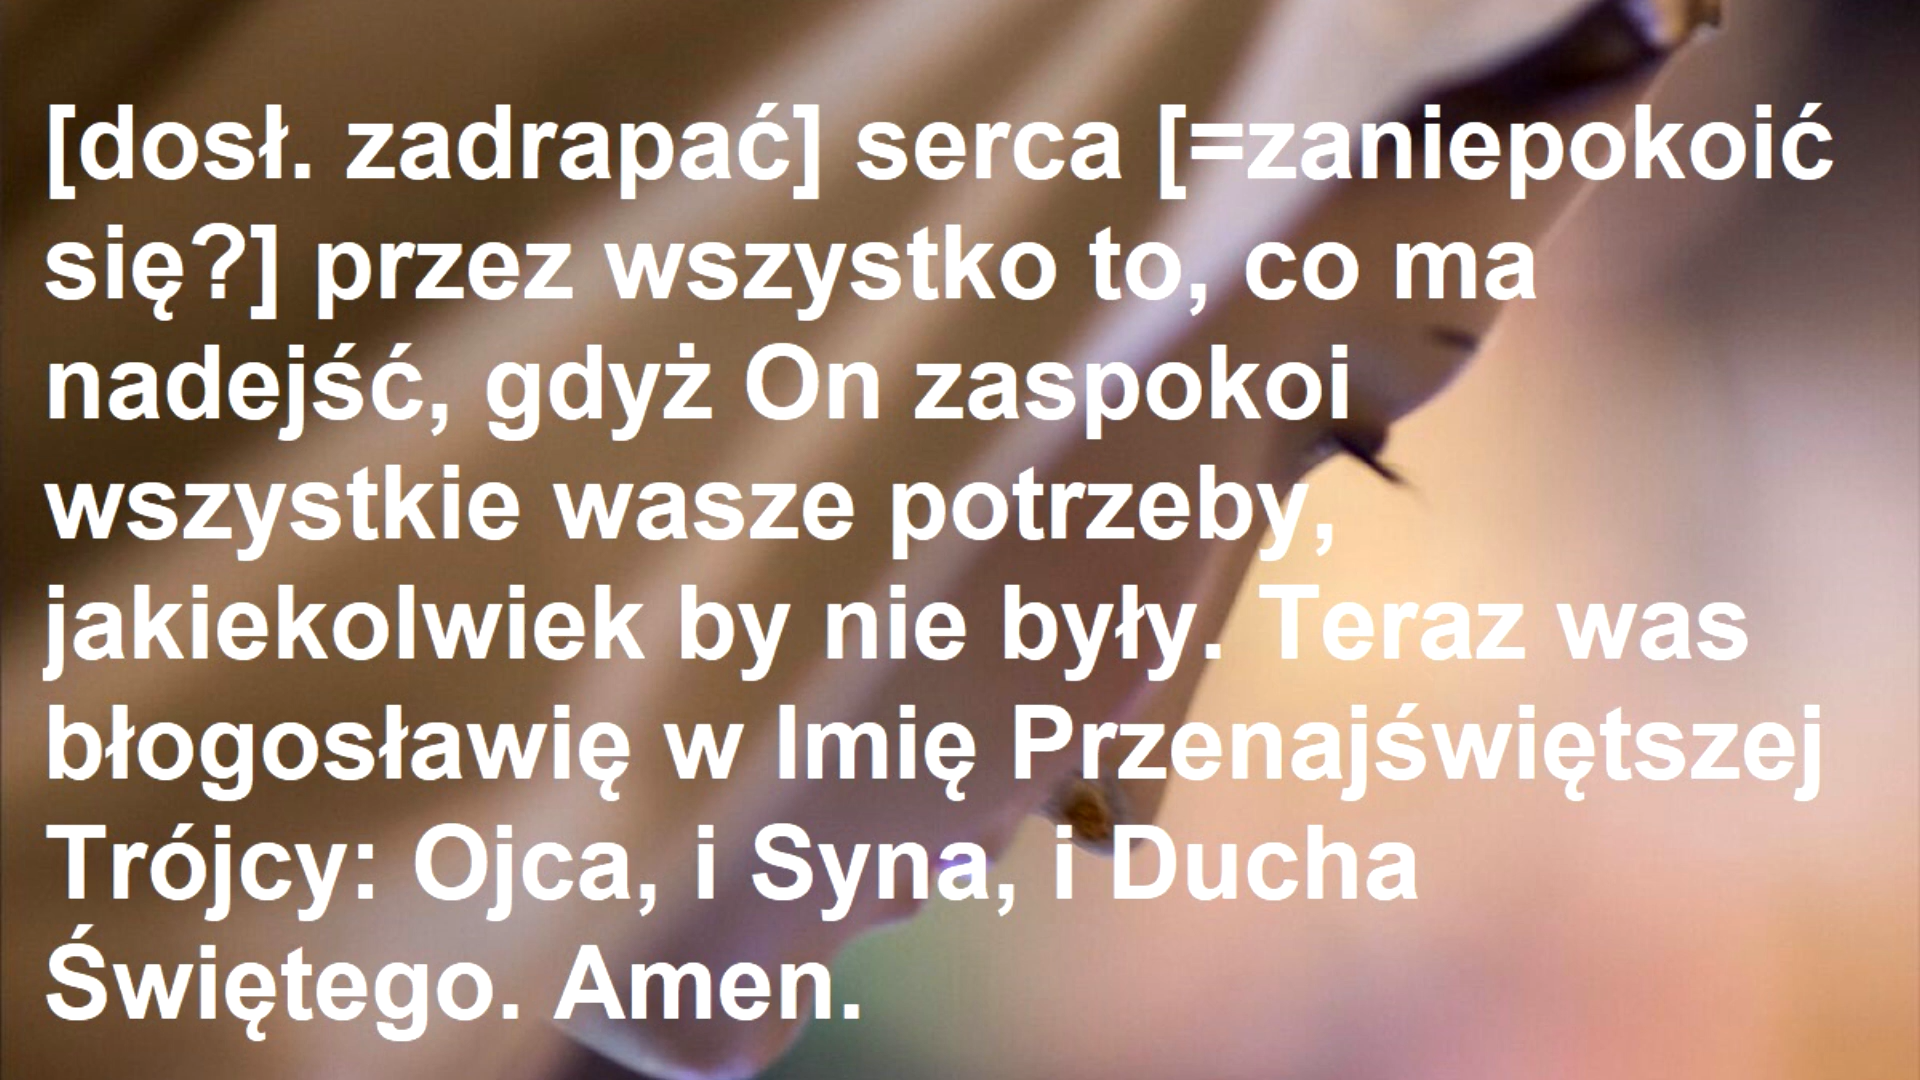 [dosł. zadrapać] serca [=zaniepokoić
się?] przez wszystko to, co ma
nadejść, gdyż On zaspokoi
wszystkie wasze potrzeby,
jakiekolwiek by nie były. Teraz was
błogosławię w Imię Przenajświętszej
Trójcy: Ojca, i Syna, i Ducha
Świętego. Amen.